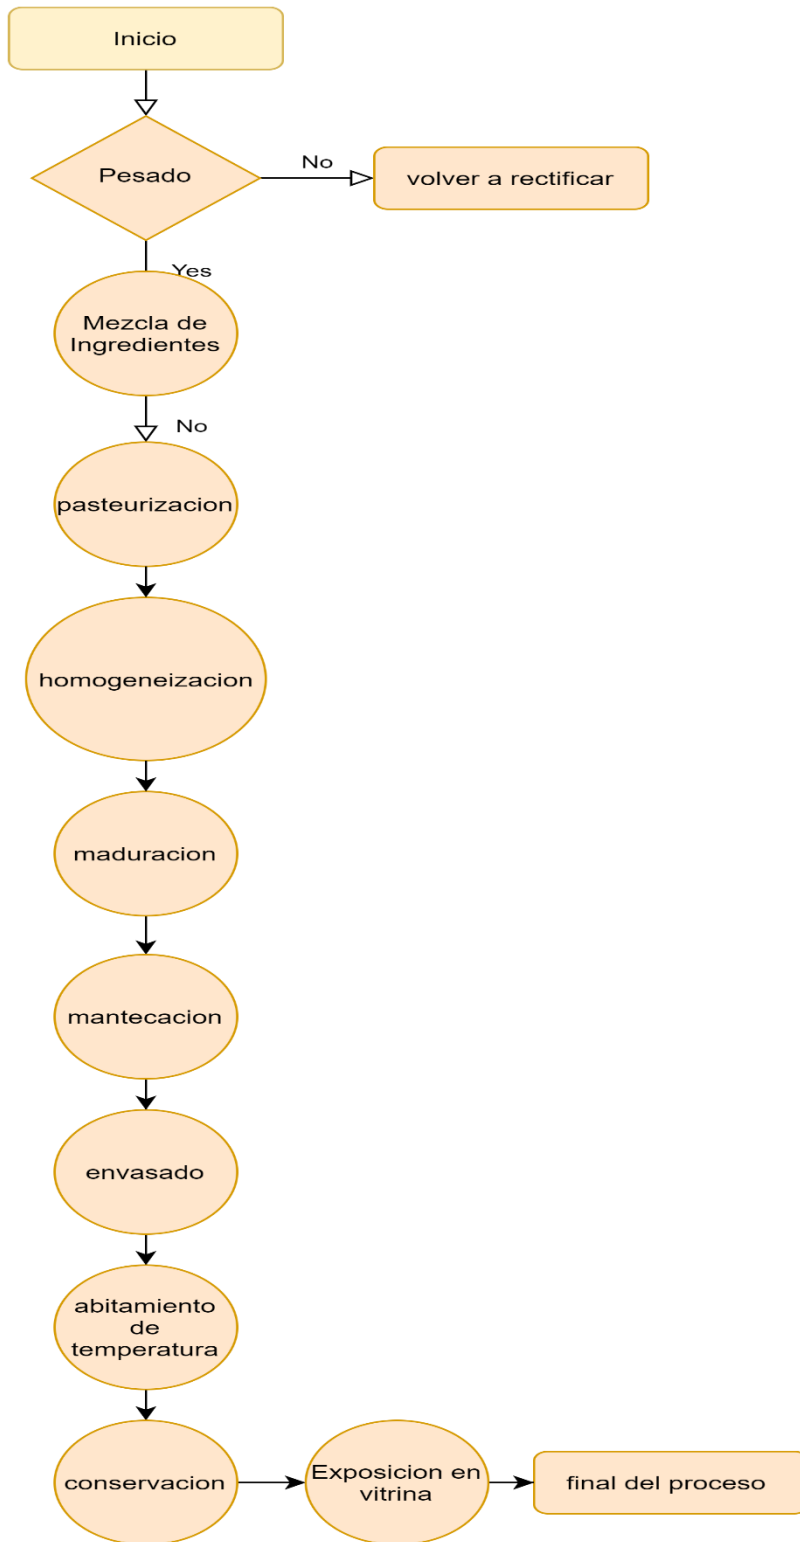 Inicio
Pesado
No
volver a rectificar
Yes
Mezcla de
Ingredientes
No
pasteurizacion
homogeneizacion
maduracion
mantecacion
envasado
abitamiento
de
temperatura
conservacion
Exposicion en
vitrina
final del proceso